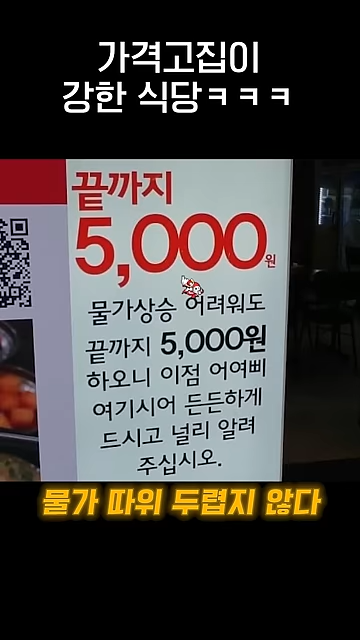 가격고집이
강한 식당ㅋㅋㅋ
끝까지
5,000원
물가상승 어려워도
끝까지 5,000원
하오니 이점 어여삐
여기시어 든든하게
드시고 널리 알려
주십시오.
물가 따위 두렵지 않다